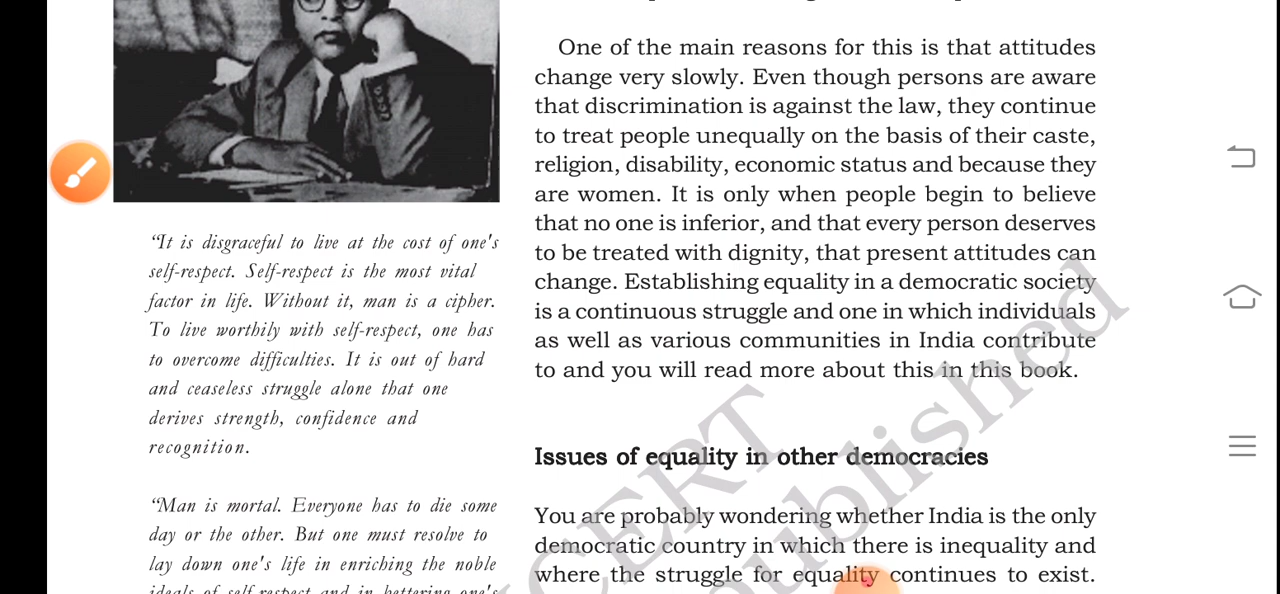 One of the main reasons for this is that attitudes
change very slowly. Even though persons are aware
that discrimination is against the law, they continue
to treat people unequally on the basis of their caste,
religion, disability, economic status and because they
are women. It is only when people begin to believe
that no one is inferior, and that every person deserves
to be treated with dignity, that present attitudes can
change. Establishing equality in a democratic society
is a continuous struggle and one in which individuals
as well as various communities in India contribute
to and you will read more about this in this book.
“It is disgraceful to live at the cost of one's
self-respect. Self-respect is the most vital
factor in life. Without it, man is a cipher.
To live worthily with self-respect, one has
to overcome difficulties. It is out of hard
and ceaseless struggle alone that one
derives strength, confidence and
recognition.
“Man is mortal. Everyone has to die some
day or the other. But one must resolve to
lay down one's life in enriching the noble
ideals of self-respect and in bettering one's
Issues of equality in other democracies
You are probably wondering whether India is the only
democratic country in which there is inequality and
where the struggle for equality continues to exist.
CERT
published